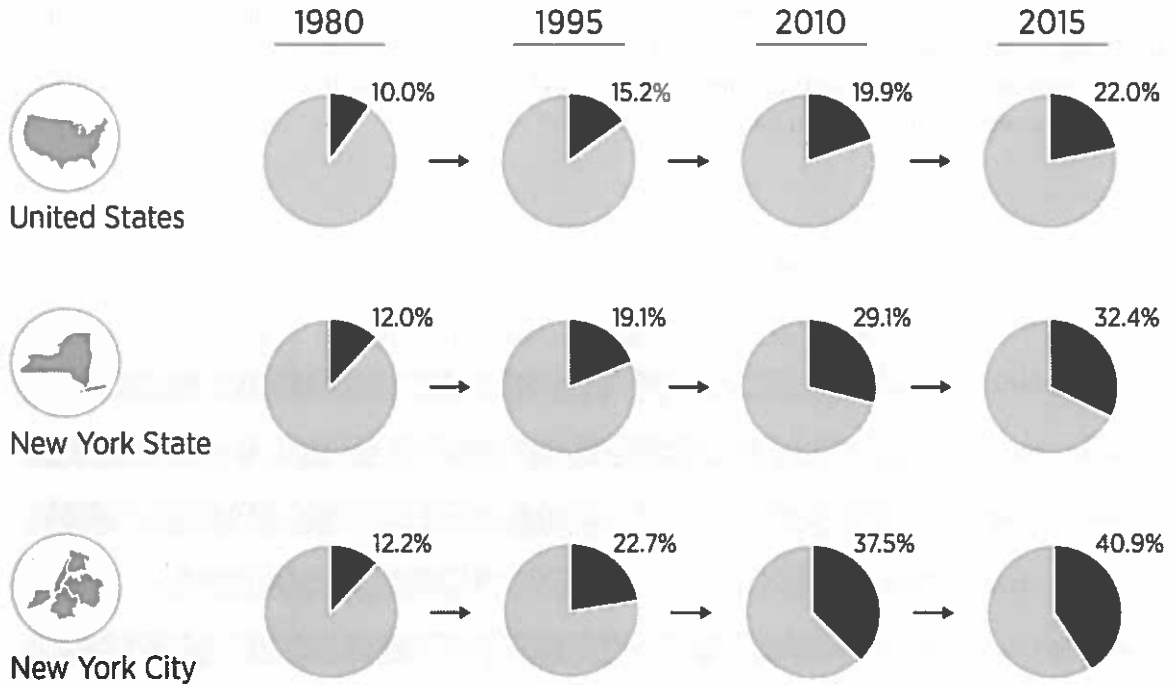 1980 1995 2010 2015
10.0% 15.2% 19.9% 22.0%
United States
12.0% 19.1% 29.1% 32.4%
New York State
12.2% 22.7% 37.5% 40.9%
New York City